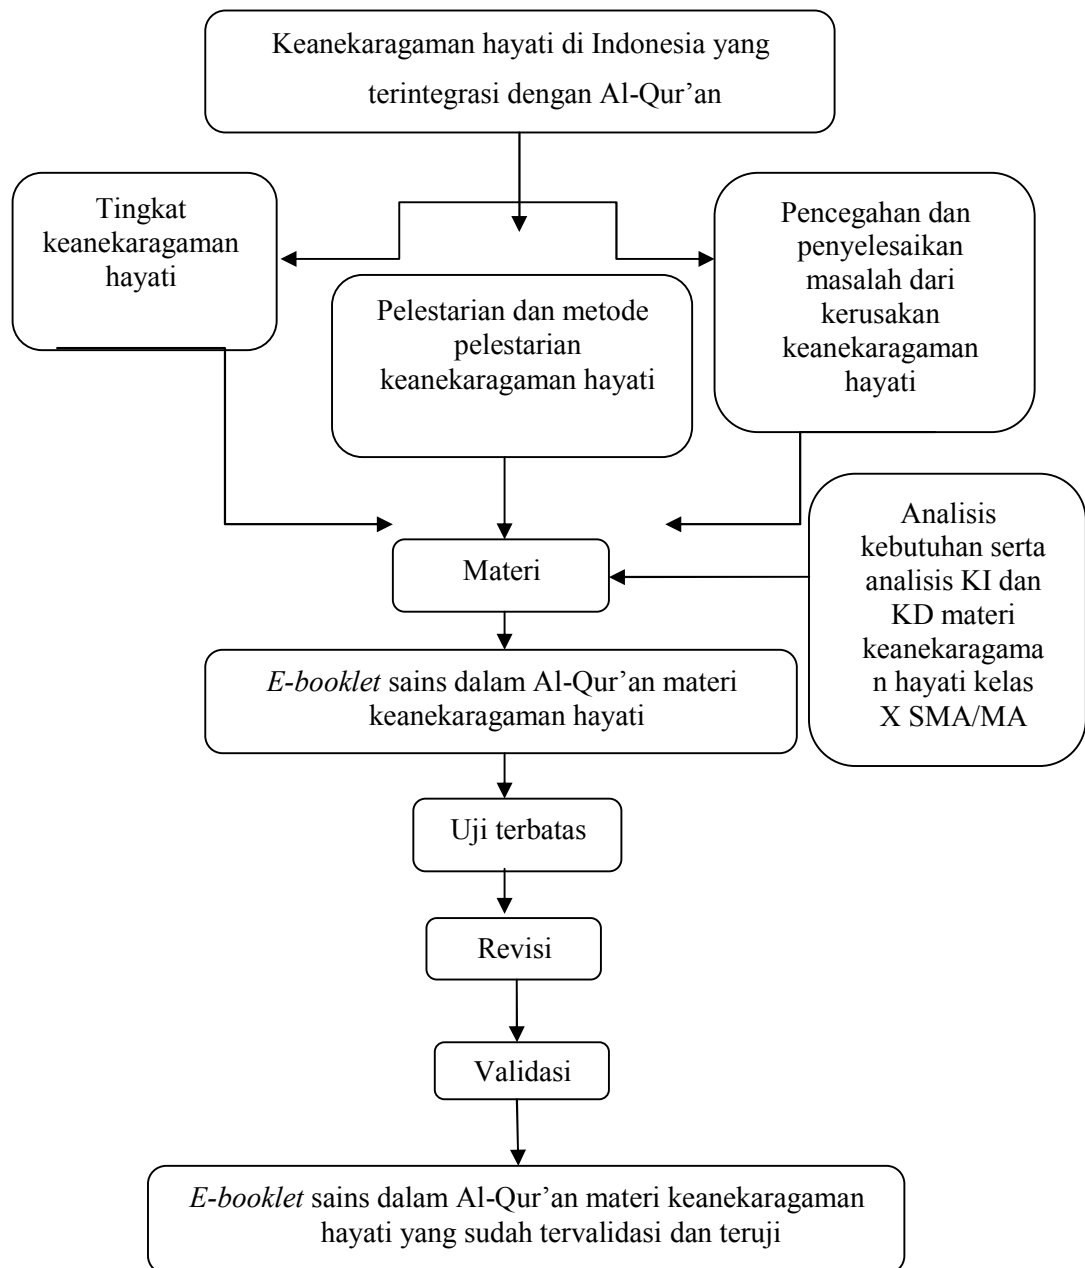 Keanekaragaman hayati di Indonesia yang
terintegrasi dengan Al-Qur’an
Tingkat
keanekaragaman
hayati
Pelestarian dan metode
pelestarian
keanekaragaman hayati
Pencegahan dan
penyelesaikan
masalah dari
kerusakan
keanekaragaman
hayati
Materi
Analisis
kebutuhan serta
analisis KI dan
KD materi
keanekaragama
n hayati kelas
X SMA/MA
E-booklet sains dalam Al-Qur’an materi
keanekaragaman hayati
Uji terbatas
Revisi
Validasi
E-booklet sains dalam Al-Qur’an materi keanekaragaman
hayati yang sudah tervalidasi dan teruji